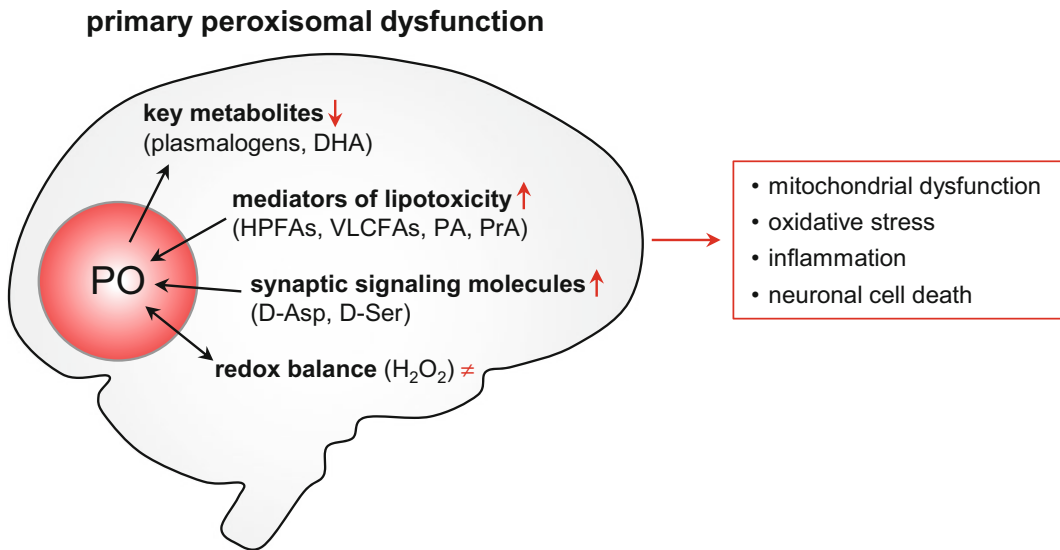 primary peroxisomal dysfunction
key metabolites ↓
(plasmalogens, DHA)
mediators of lipotoxicity ↑
(HPFAs, VLCFAs, PA, PrA)
PO
synaptic signaling molecules ↑
(D-Asp, D-Ser)
redox balance (H₂O₂) ≠
• mitochondrial dysfunction
• oxidative stress
• inflammation
• neuronal cell death